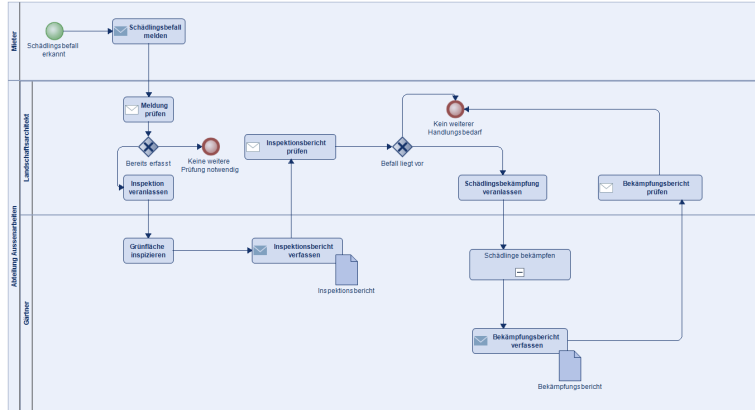 Mieter
Schädlingsbefall
erkannt
Schädlingsbefall
melden
Abteilung Aussenarbeiten
Landschaftsarchitekt
Meldung
prüfen
Bereits erfasst
Keine weitere
Prüfung notwendig
Inspektion
veranlassen
Inspektionsbericht
prüfen
Befall liegt vor
Kein weiterer
Handlungsbedarf
Schädlingsbekämpfung
veranlassen
Bekämpfungsbericht
prüfen
Gärtner
Grünfläche
inspizieren
Inspektionsbericht
verfassen
Inspektionsbericht
Schädlinge bekämpfen
Bekämpfungsbericht
verfassen
Bekämpfungsbericht